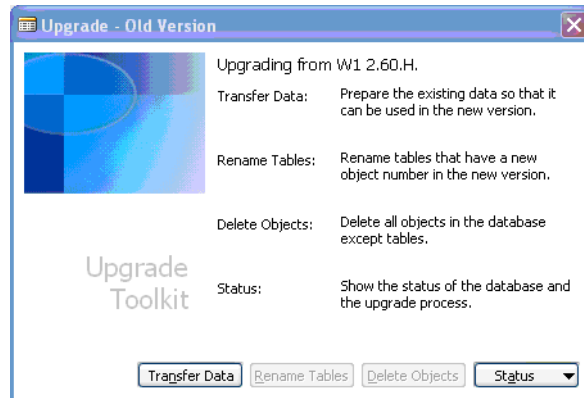 Upgrade - Old Version
Upgrading from W1 2.60.H.
Transfer Data: Prepare the existing data so that it
can be used in the new version.
Rename Tables: Rename tables that have a new
object number in the new version.
Delete Objects: Delete all objects in the database
except tables.
Upgrade
Toolkit
Status: Show the status of the database and
the upgrade process.
Transfer Data Rename Tables Delete Objects Status